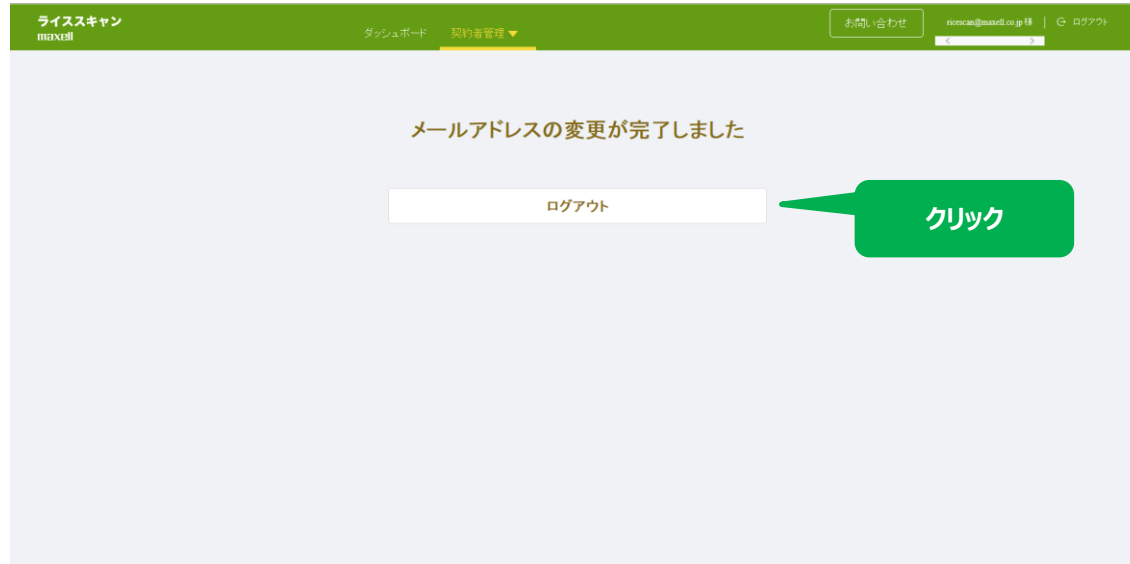 ライススキャン
maxell
ダッシュボード
契約者管理▼
お問い合わせ
ricescan@maxell.co.jp 様
ログアウト
メールアドレスの変更が完了しました
ログアウト
クリック